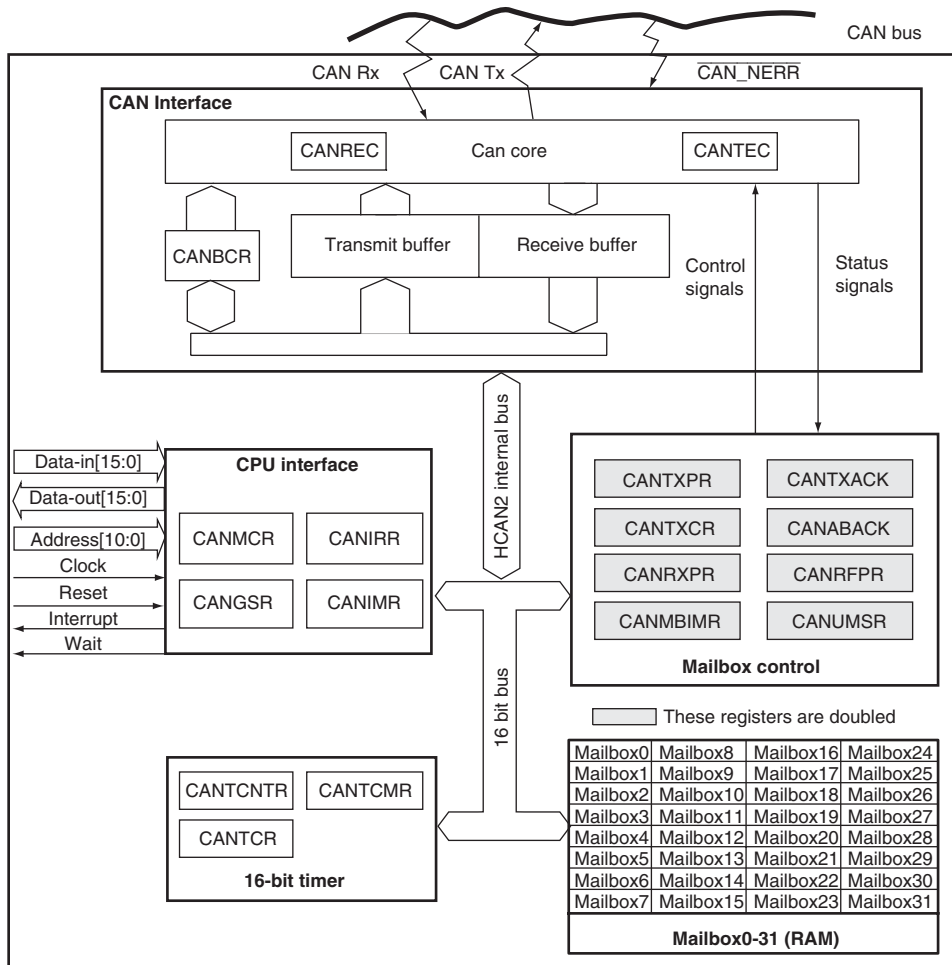 CAN bus
CAN Rx
CAN Tx
CAN_NERR
CAN Interface
CANREC
Can core
CANTEC
CANBCR
Transmit buffer
Receive buffer
Control
signals
Status
signals
HCAN2 internal bus
Data-in[15:0]
Data-out[15:0]
Address[10:0]
Clock
Reset
Interrupt
Wait
CPU interface
CANMCR
CANIRR
CANGSR
CANIMR
CANTXPR
CANTXACK
CANTXCR
CANABACK
CANRXPR
CANRFPR
CANMBIMR
CANUMSR
Mailbox control
16 bit bus
These registers are doubled
CANTCNTR
CANTCMR
CANTCR
16-bit timer
Mailbox0 Mailbox8 Mailbox16 Mailbox24
Mailbox1 Mailbox9 Mailbox17 Mailbox25
Mailbox2 Mailbox10 Mailbox18 Mailbox26
Mailbox3 Mailbox11 Mailbox19 Mailbox27
Mailbox4 Mailbox12 Mailbox20 Mailbox28
Mailbox5 Mailbox13 Mailbox21 Mailbox29
Mailbox6 Mailbox14 Mailbox22 Mailbox30
Mailbox7 Mailbox15 Mailbox23 Mailbox31
Mailbox0-31 (RAM)